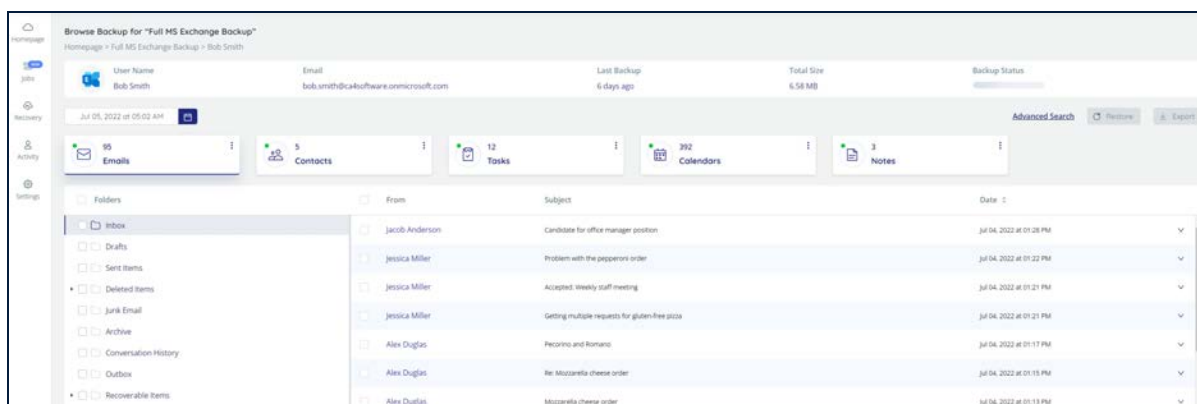 Homepage
Jobs
Recovery
Activity
Settings
Browse Backup for "Full MS Exchange Backup"
Homepage > Full MS Exchange Backup > Bob Smith
User Name
Bob Smith
Email
bob.smith@ca4software.onmicrosoft.com
Last Backup
6 days ago
Total Size
6.58 MB
Backup Status
Jul 05, 2022 at 05:02 AM
Advanced Search
Restore
Export
95
Emails
5
Contacts
12
Tasks
392
Calendars
3
Notes
Folders
From Subject Date
Inbox
Drafts
Sent Items
Deleted Items
Junk Email
Archive
Conversation History
Outbox
Recoverable Items
Jacob Anderson Candidate for office manager position Jul 04, 2022 at 01:28 PM
Jessica Miller Problem with the pepperoni order Jul 04, 2022 at 01:22 PM
Jessica Miller Accepted: Weekly staff meeting Jul 04, 2022 at 01:21 PM
Jessica Miller Getting multiple requests for gluten-free pizza Jul 04, 2022 at 01:21 PM
Alex Duglas Pecorino and Romano Jul 04, 2022 at 01:17 PM
Alex Duglas Re: Mozzarella cheese order Jul 04, 2022 at 01:15 PM
Alex Duglas Mozzarella cheese order Jul 04, 2022 at 01:13 PM